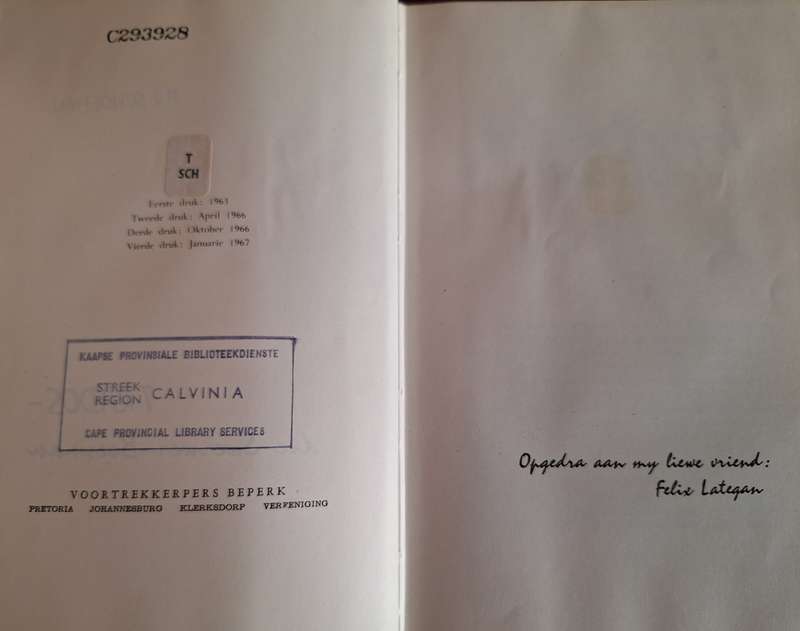 C293928
T
SCH
Eerste druk: 1963
Tweede druk: April 1966
Derde druk: Oktober 1966
Vierde druk: Januarie 1967
KAAPSE PROVINSIALE BIBLIOTEEKDIENSTE
STREEK
REGION CALVINIA
CAPE PROVINCIAL LIBRARY SERVICES
VOORTREKKERPERS BEPERK
PRETORIA JOHANNESBURG KLERKSDORP VEREENIGING
Opgedra aan my liewe vriend:
Felix Lategan